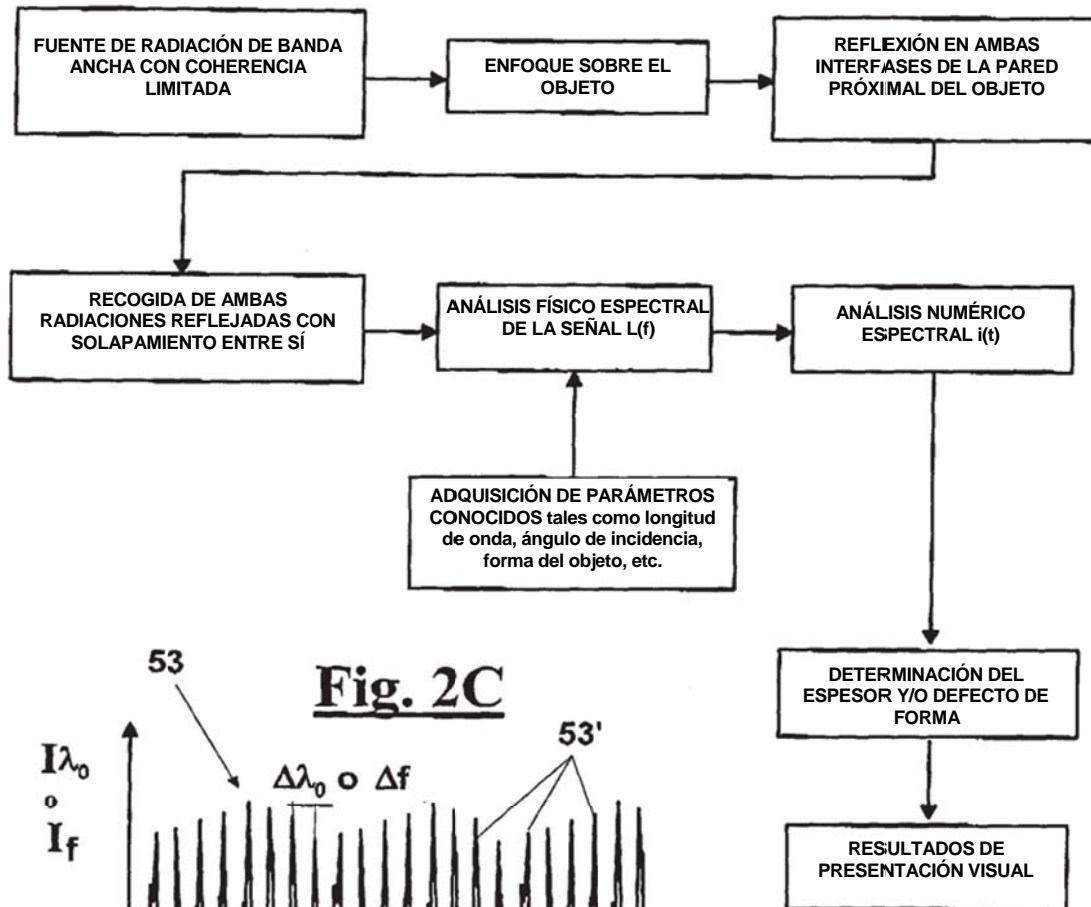 FUENTE DE RADIACIÓN DE BANDA
ANCHA CON COHERENCIA
LIMITADA
ENFOQUE SOBRE EL
OBJETO
REFLEXIÓN EN AMBAS
INTERFASES DE LA PARED
PRÓXIMAL DEL OBJETO
RECOGIDA DE AMBAS
RADIACIONES REFLEJADAS CON
SOLAPAMIENTO ENTRE SÍ
ANÁLISIS FÍSICO ESPECTRAL
DE LA SEÑAL L(f)
ANÁLISIS NUMÉRICO
ESPECTRAL i(t)
ADQUISICIÓN DE PARÁMETROS
CONOCIDOS tales como longitud
de onda, ángulo de incidencia,
forma del objeto, etc.
DETERMINACIÓN DEL
ESPESOR Y/O DEFECTO DE
FORMA
RESULTADOS DE
PRESENTACIÓN VISUAL
Fig. 2C
53
53'
Δλ₀ o Δf
Iλ₀
o
I_f